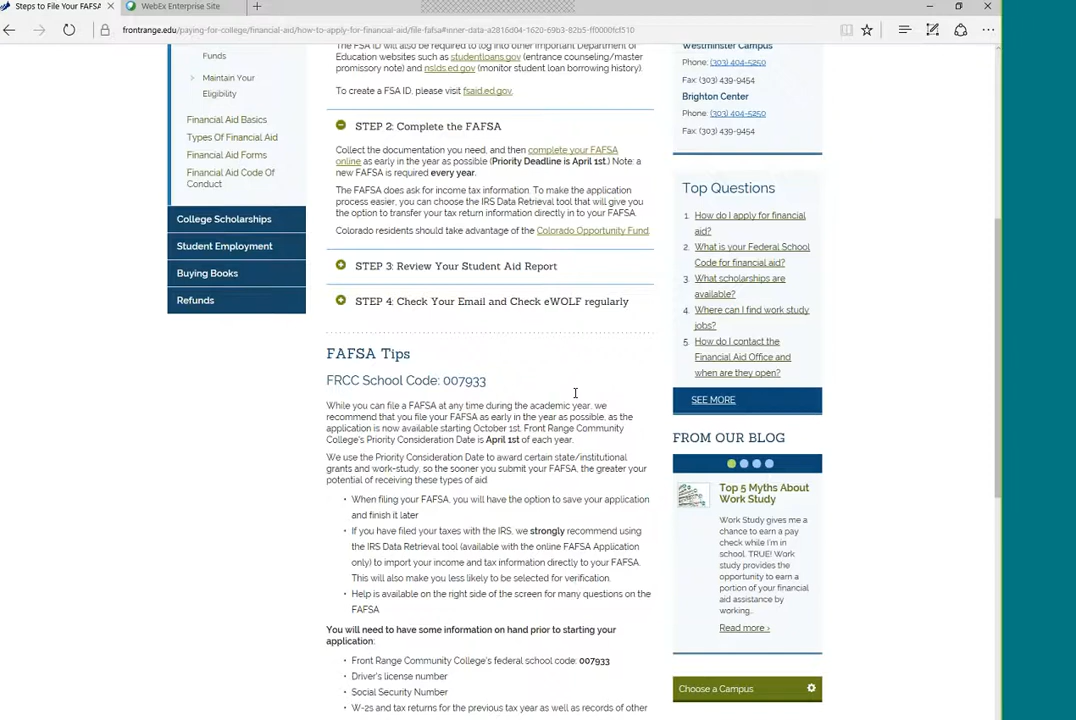 Steps to File Your FAFSA
WebEx Enterprise Site
frontrange.edu/paying-for-college/financial-aid/how-to-apply-for-financial-aid/file-fafsa#inner-data-a2816d04-1620-69b3-82b5-ff0000fcf510
Funds
Maintain Your
Eligibility
Financial Aid Basics
Types Of Financial Aid
Financial Aid Forms
Financial Aid Code Of
Conduct
College Scholarships
Student Employment
Buying Books
Refunds
The FSA ID will also be required to log into other important Department of
Education websites such as studentloans.gov (entrance counseling/master
promissory note) and nslds.ed.gov (monitor student loan borrowing history).
To create a FSA ID, please visit fsaid.ed.gov.
STEP 2: Complete the FAFSA
Collect the documentation you need, and then complete your FAFSA
online as early in the year as possible (Priority Deadline is April 1st.) Note: a
new FAFSA is required every year.
The FAFSA does ask for income tax information. To make the application
process easier, you can choose the IRS Data Retrieval tool that will give you
the option to transfer your tax return information directly in to your FAFSA.
Colorado residents should take advantage of the Colorado Opportunity Fund.
STEP 3: Review Your Student Aid Report
STEP 4: Check Your Email and Check eWOLF regularly
FAFSA Tips
FRCC School Code: 007933
While you can file a FAFSA at any time during the academic year, we
recommend that you file your FAFSA as early in the year as possible, as the
application is now available starting October 1st. Front Range Community
College's Priority Consideration Date is April 1st of each year.
We use the Priority Consideration Date to award certain state/institutional
grants and work-study, so the sooner you submit your FAFSA, the greater your
potential of receiving these types of aid.
• When filing your FAFSA, you will have the option to save your application
and finish it later
• If you have filed your taxes with the IRS, we strongly recommend using
the IRS Data Retrieval tool (available with the online FAFSA Application
only) to import your income and tax information directly to your FAFSA.
This will also make you less likely to be selected for verification.
• Help is available on the right side of the screen for many questions on the
FAFSA
You will need to have some information on hand prior to starting your
application:
• Front Range Community College's federal school code: 007933
• Driver's license number
• Social Security Number
• W-2s and tax returns for the previous tax year as well as records of other
Westminster Campus
Phone: (303) 404-5250
Fax: (303) 439-9454
Brighton Center
Phone: (303) 404-5250
Fax: (303) 439-9454
Top Questions
1. How do I apply for financial
aid?
2. What is your Federal School
Code for financial aid?
3. What scholarships are
available?
4. Where can I find work study
jobs?
5. How do I contact the
Financial Aid Office and
when are they open?
SEE MORE
FROM OUR BLOG
Top 5 Myths About
Work Study
Work Study gives me a
chance to earn a pay
check while I'm in
school. TRUE! Work
study provides the
opportunity to earn a
portion of your financial
aid assistance by
working...
Read more ›
Choose a Campus